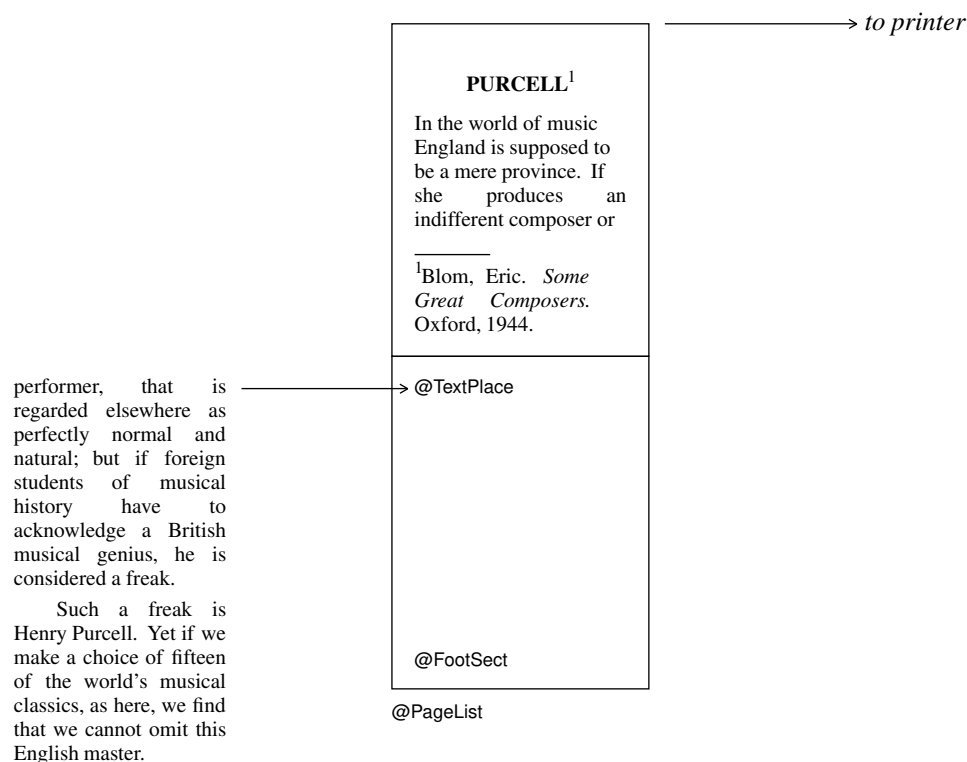 to printer
PURCELL1
In the world of music
England is supposed to
be a mere province. If
she produces an
indifferent composer or
1Blom, Eric. Some
Great Composers.
Oxford, 1944.
performer, that is
regarded elsewhere as
perfectly normal and
natural; but if foreign
students of musical
history have to
acknowledge a British
musical genius, he is
considered a freak.
Such a freak is
Henry Purcell. Yet if we
make a choice of fifteen
of the world's musical
classics, as here, we find
that we cannot omit this
English master.
@TextPlace
@FootSect
@PageList